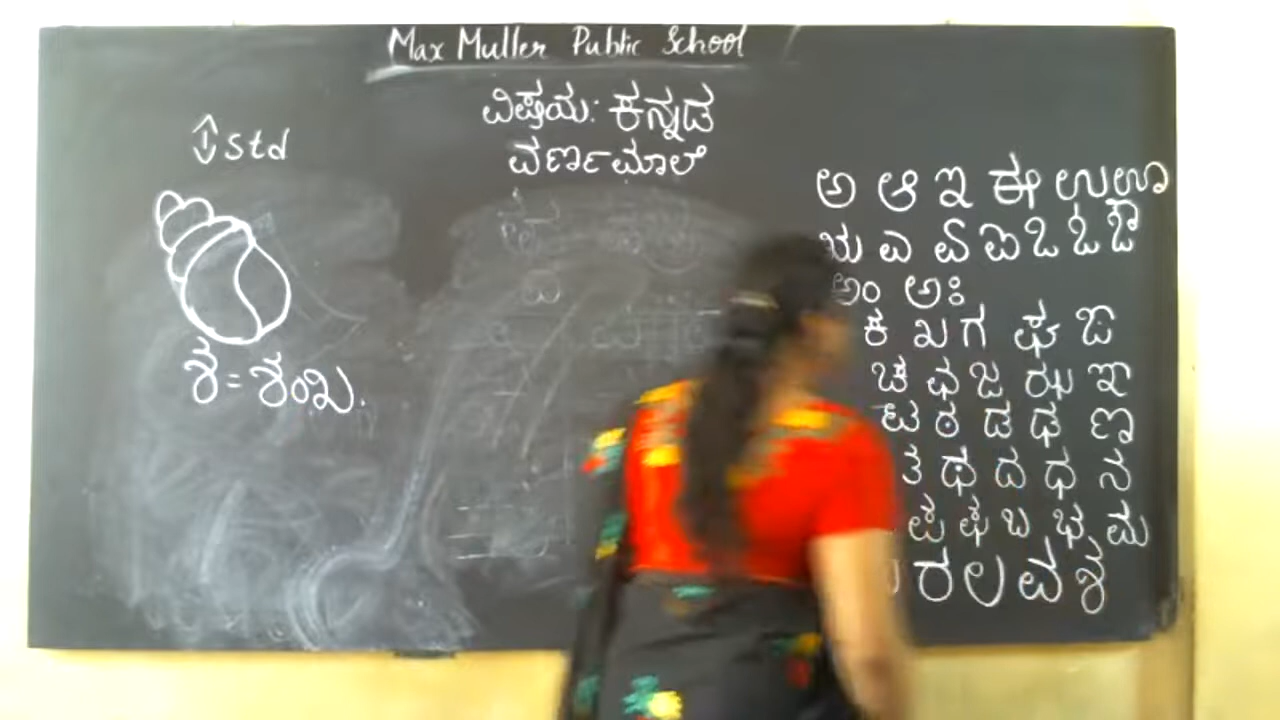 Max Muller Public School
ವಿಷಯ: ಕನ್ನಡ
ವರ್ಣಮಾಲೆ
I std
ಶ = ಶಂಖ.
ಅ ಆ ಇ ಈ ಉ ಊ
ಋ ಎ ಏ ಐ ಒ ಓ ಔ
ಅಂ ಅಃ
ಕ ಖ ಗ ಘ ಙ
ಚ ಛ ಜ ಝ ಞ
ಟ ಠ ಡ ಢ ಣ
ತ ಥ ದ ಧ ನ
ಪ ಫ ಬ ಭ ಮ
ರ ಲ ವ ಶ